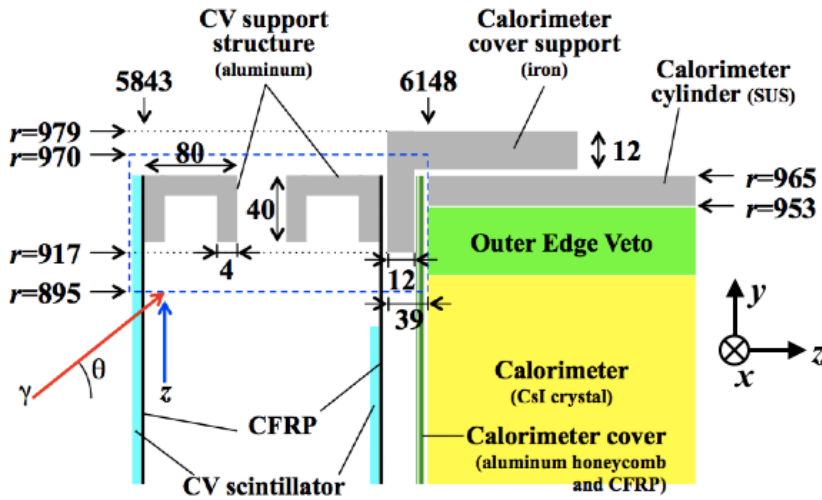 CV support
structure
(aluminum)
Calorimeter
cover support
(iron)
Calorimeter
cylinder (SUS)
5843
6148
r=979
r=970
80
12
r=965
40
r=953
r=917
4
12
Outer Edge Veto
r=895
39
γ
θ
z
y
z
x
Calorimeter
(CsI crystal)
CFRP
Calorimeter cover
(aluminum honeycomb
and CFRP)
CV scintillator